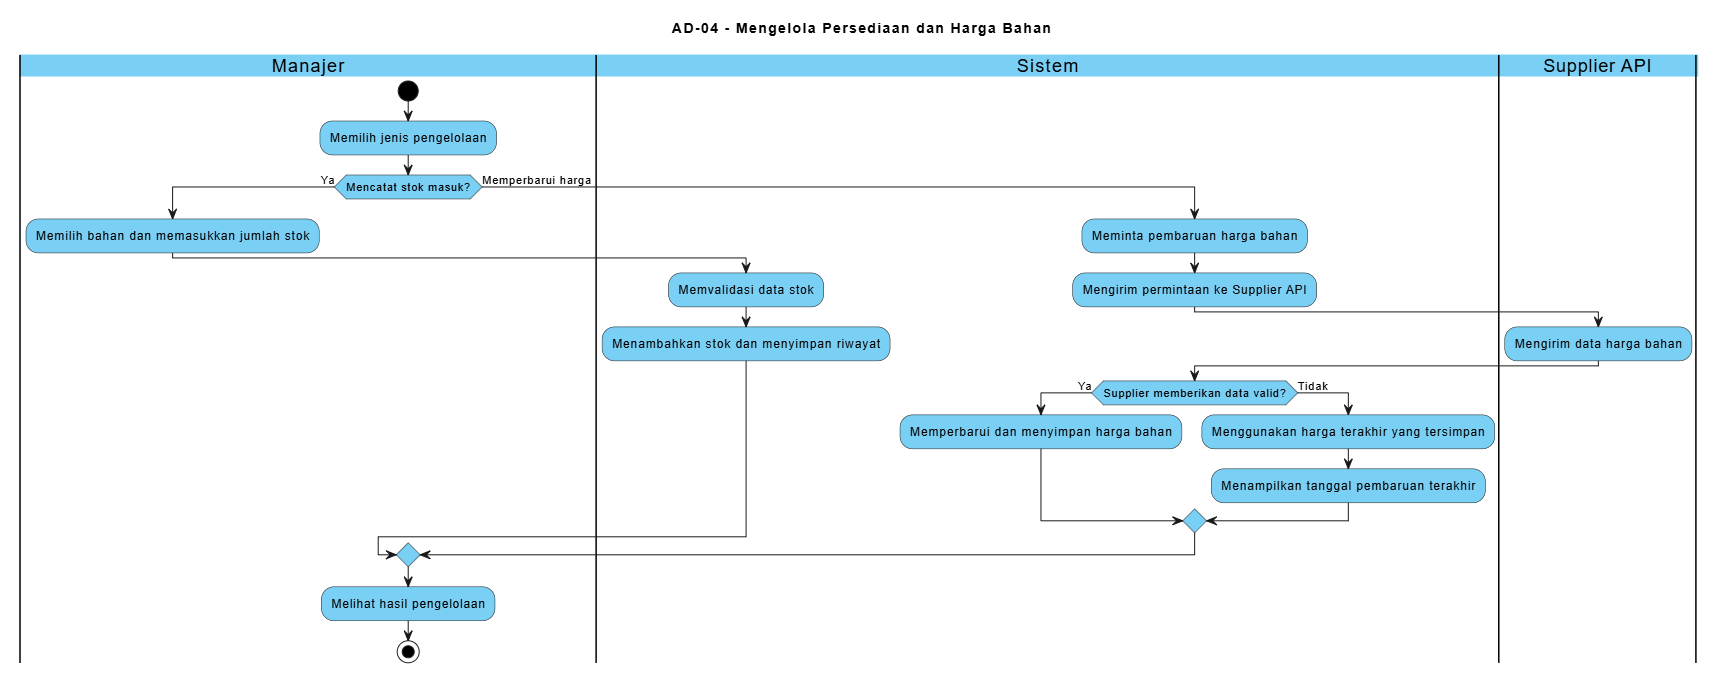 AD-04 - Mengelola Persediaan dan Harga Bahan
Manajer
Sistem
Supplier API
Memilih jenis pengelolaan
Ya
Mencatat stok masuk?
Memperbarui harga
Memilih bahan dan memasukkan jumlah stok
Meminta pembaruan harga bahan
Memvalidasi data stok
Mengirim permintaan ke Supplier API
Menambahkan stok dan menyimpan riwayat
Mengirim data harga bahan
Ya
Supplier memberikan data valid?
Tidak
Memperbarui dan menyimpan harga bahan
Menggunakan harga terakhir yang tersimpan
Menampilkan tanggal pembaruan terakhir
Melihat hasil pengelolaan